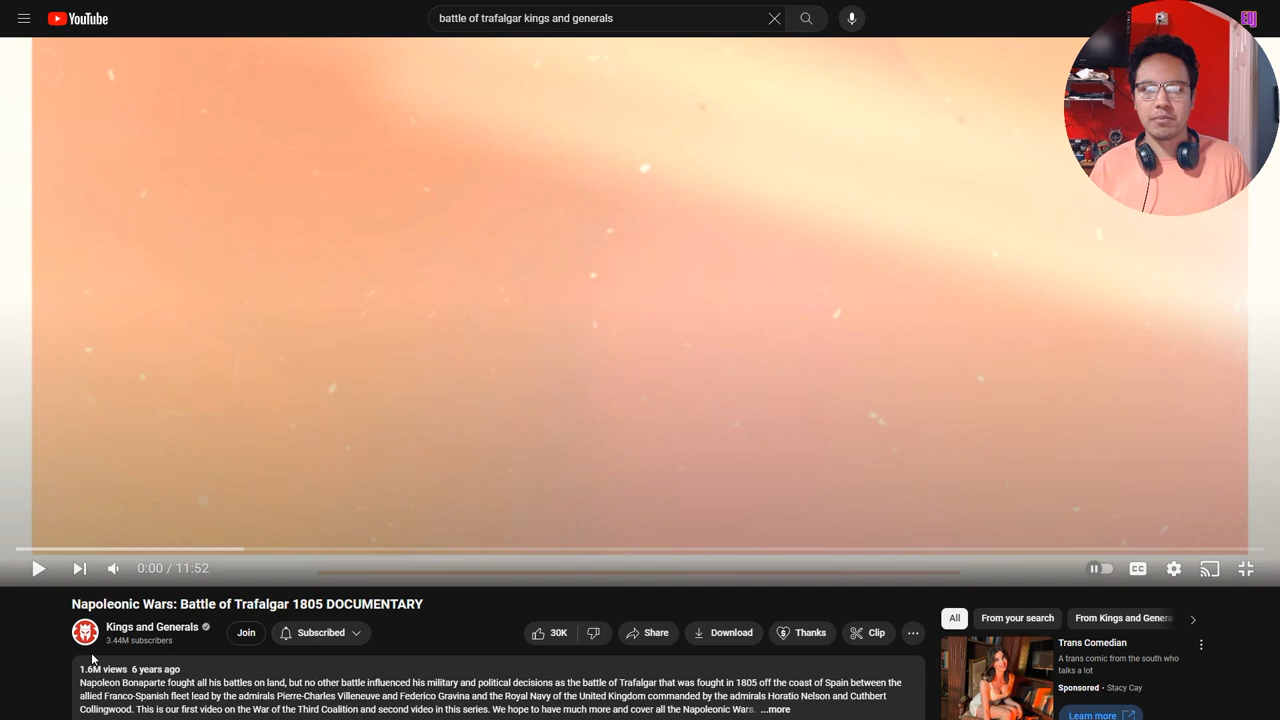 YouTube
battle of trafalgar kings and generals
0:00 / 11:52
CC
Napoleonic Wars: Battle of Trafalgar 1805 DOCUMENTARY
Kings and Generals
3.44M subscribers
Join
Subscribed
30K
Share
Download
Thanks
Clip
1.6M views 6 years ago
Napoleon Bonaparte fought all his battles on land, but no other battle influenced his military and political decisions as the battle of Trafalgar that was fought in 1805 off the coast of Spain between the
allied Franco-Spanish fleet lead by the admirals Pierre-Charles Villeneuve and Federico Gravina and the Royal Navy of the United Kingdom commanded by the admirals Horatio Nelson and Cuthbert
Collingwood. This is our first video on the War of the Third Coalition and second video in this series. We hope to have much more and cover all the Napoleonic Wars. ...more
All
From your search
From Kings and Genera
Trans Comedian
A trans comic from the south who
talks a lot
Sponsored · Stacy Cay
Learn more